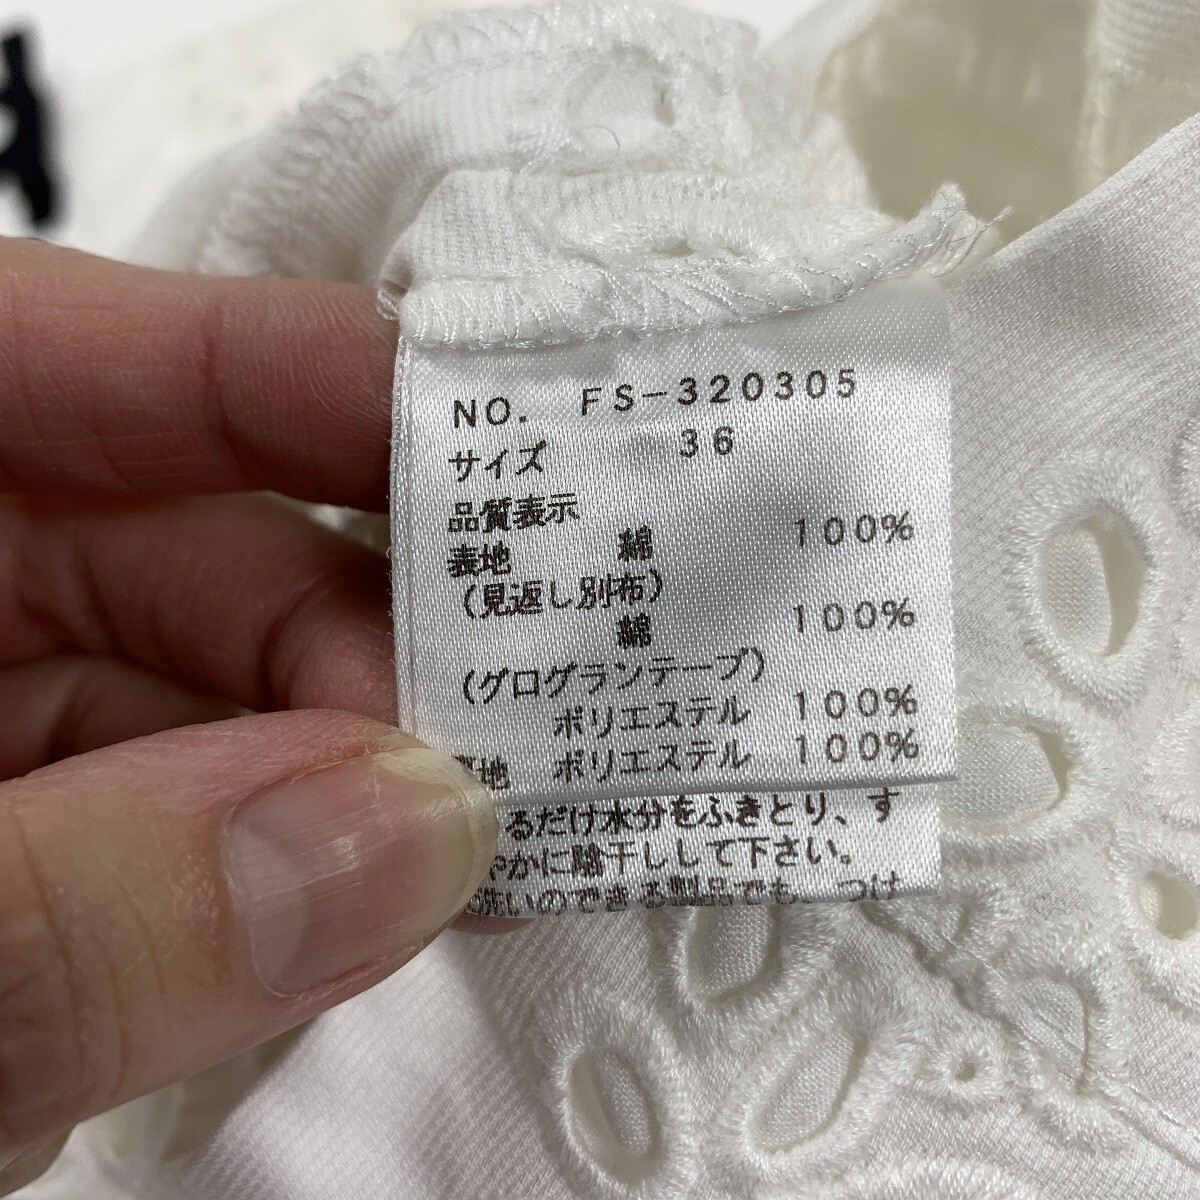 NO. FS-320305
サイズ 36
品質表示
表地 綿 100%
(見返し別布)
綿 100%
(グログランテープ)
ポリエステル 100%
地 ポリエステル 100%
るだけ水分をふきとり、す
やかに陰干しして下さい。
洗いのできる製品でも、つけ